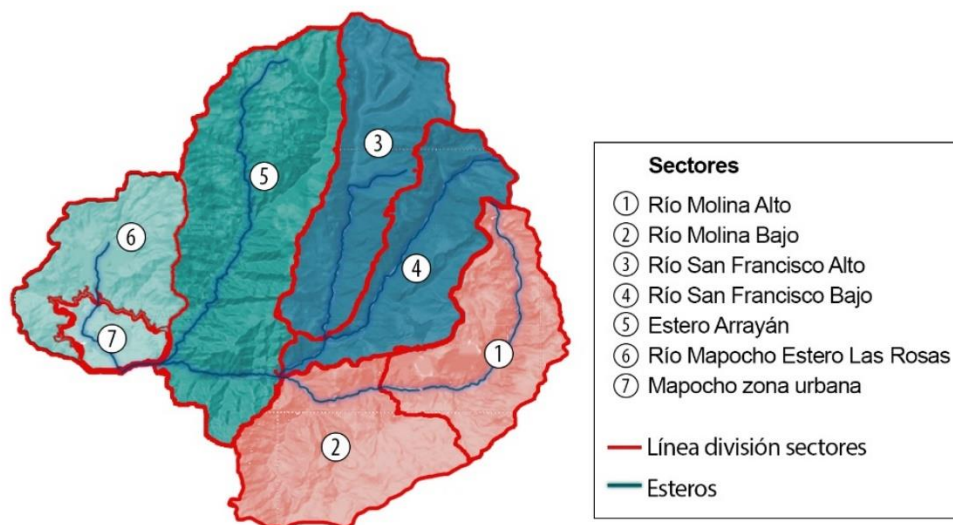 3
5
6
4
7
1
2
Sectores
1 Río Molina Alto
2 Río Molina Bajo
3 Río San Francisco Alto
4 Río San Francisco Bajo
5 Estero Arrayán
6 Río Mapocho Estero Las Rosas
7 Mapocho zona urbana
Línea división sectores
Esteros